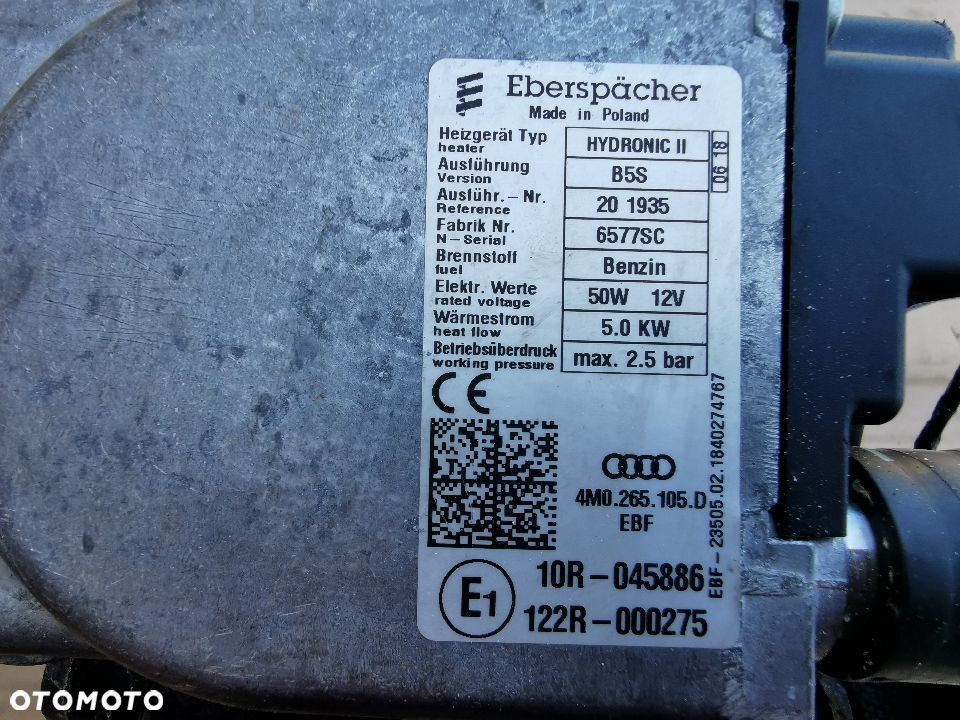 Eberspächer
Made in Poland
Heizgerät Typ HYDRONIC II
heater
Ausführung B5S
Version
Ausführ. - Nr. 20 1935
Reference
Fabrik Nr. 6577SC
N - Serial
Brennstoff Benzin
fuel
Elektr. Werte 50W 12V
rated voltage
Wärmestrom 5.0 KW
heat flow
Betriebsüberdruck max. 2.5 bar
working pressure
06 18
CE
4M0.265.105.D
EBF
EBF - 23505.02.1840274767
E1
10R - 045886
122R - 000275
OTOMOTO